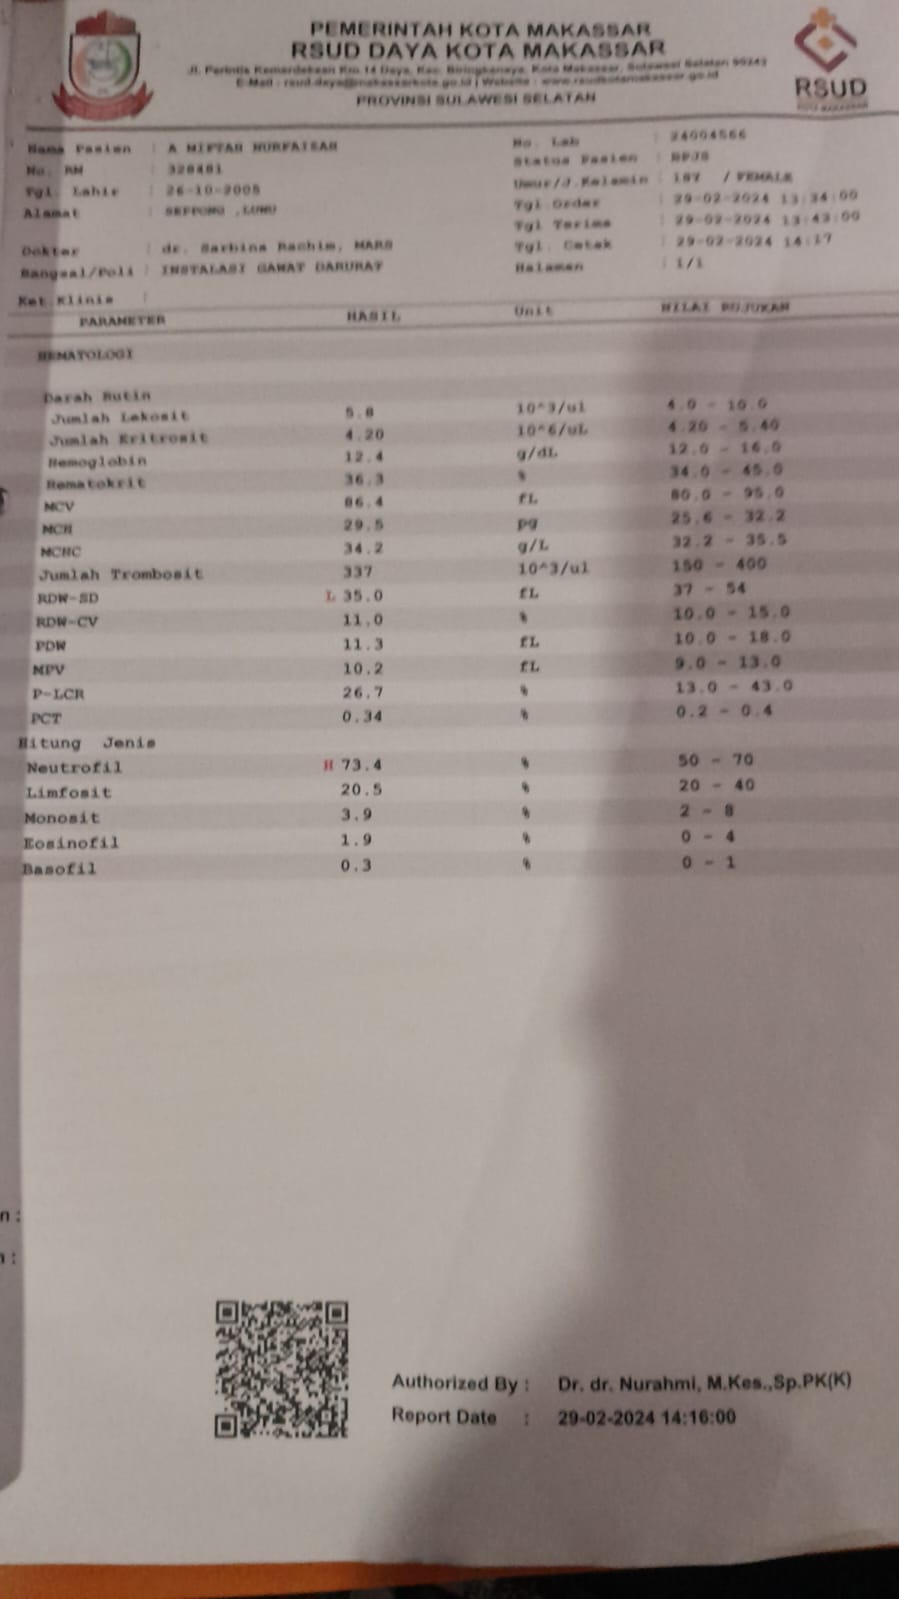 PEMERINTAH KOTA MAKASSAR
RSUD DAYA KOTA MAKASSAR
Jl. Perintis Kemerdekaan Km.14 Daya, Kec. Biringkanaya, Kota Makassar, Sulawesi Selatan 90243
E-Mail : rsud.daya@makassarkota.go.id | Website : www.rsudkotamakassar.go.id
PROVINSI SULAWESI SELATAN
RSUD
KOTA MAKASSAR
Nama Pasien : A MIFTAH NURFAISAH
No. RM : 328481
Tgl. Lahir : 26-10-2005
Alamat : SEPPONG ,LUWU
Dokter : dr. Sarbina Rachim, MARS
Bangsal/Poli : INSTALASI GAWAT DARURAT
Ket.Klinis :
No. Lab : 24004566
Status Pasien : BPJS
Umur/J.Kelamin : 18Y / FEMALE
Tgl Order : 29-02-2024 13:34:00
Tgl Terima : 29-02-2024 13:43:00
Tgl. Cetak : 29-02-2024 14:17
Halaman : 1/1
PARAMETER HASIL Unit NILAI RUJUKAN
HEMATOLOGI
Darah Rutin
Jumlah Lekosit 5.8 10^3/ul 4.0 - 10.0
Jumlah Eritrosit 4.20 10^6/uL 4.20 - 5.40
Hemoglobin 12.4 g/dL 12.0 - 16.0
Hematokrit 36.3 % 34.0 - 45.0
MCV 86.4 fL 80.0 - 95.0
MCH 29.5 pg 25.6 - 32.2
MCHC 34.2 g/L 32.2 - 35.5
Jumlah Trombosit 337 10^3/ul 150 - 400
RDW-SD L 35.0 fL 37 - 54
RDW-CV 11.0 % 10.0 - 15.0
PDW 11.3 fL 10.0 - 18.0
MPV 10.2 fL 9.0 - 13.0
P-LCR 26.7 % 13.0 - 43.0
PCT 0.34 % 0.2 - 0.4
Hitung Jenis
Neutrofil H 73.4 % 50 - 70
Limfosit 20.5 % 20 - 40
Monosit 3.9 % 2 - 8
Eosinofil 1.9 % 0 - 4
Basofil 0.3 % 0 - 1
n :
Authorized By : Dr. dr. Nurahmi, M.Kes.,Sp.PK(K)
Report Date : 29-02-2024 14:16:00